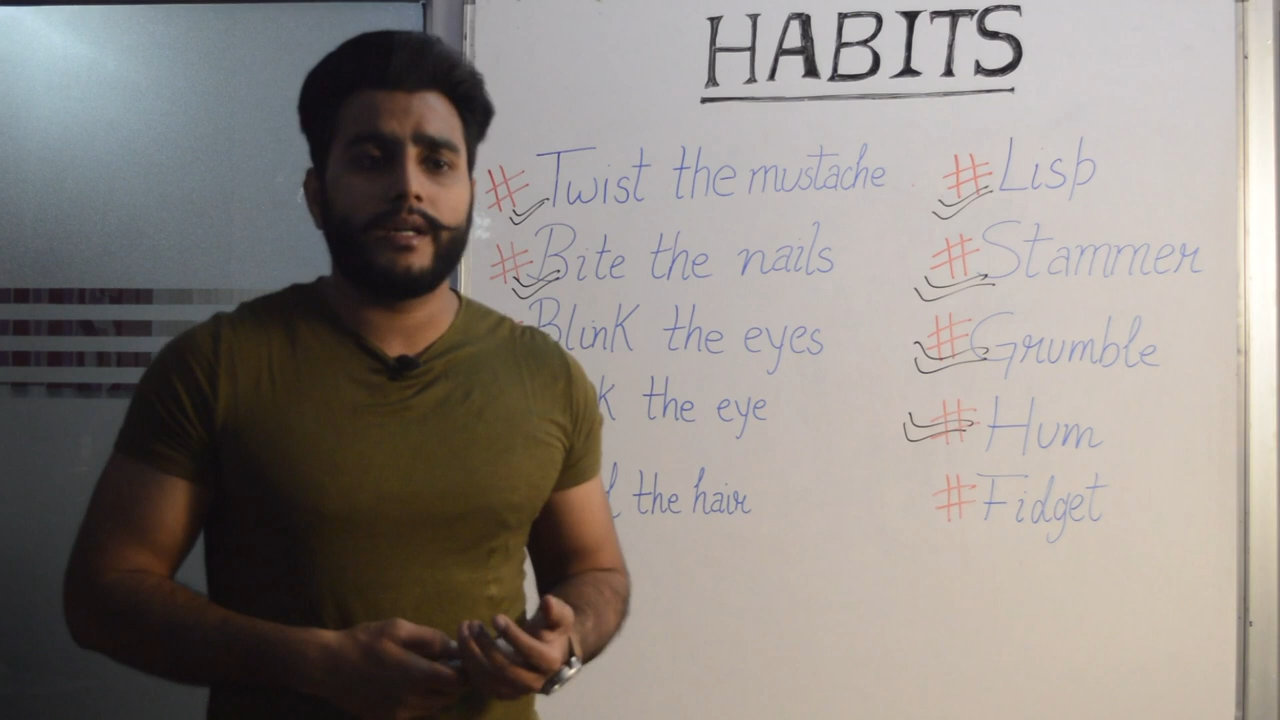 HABITS
# Twist the mustache
# Bite the nails
Blink the eyes
the eye
the hair
# Lisp
# Stammer
# Grumble
# Hum
# Fidget